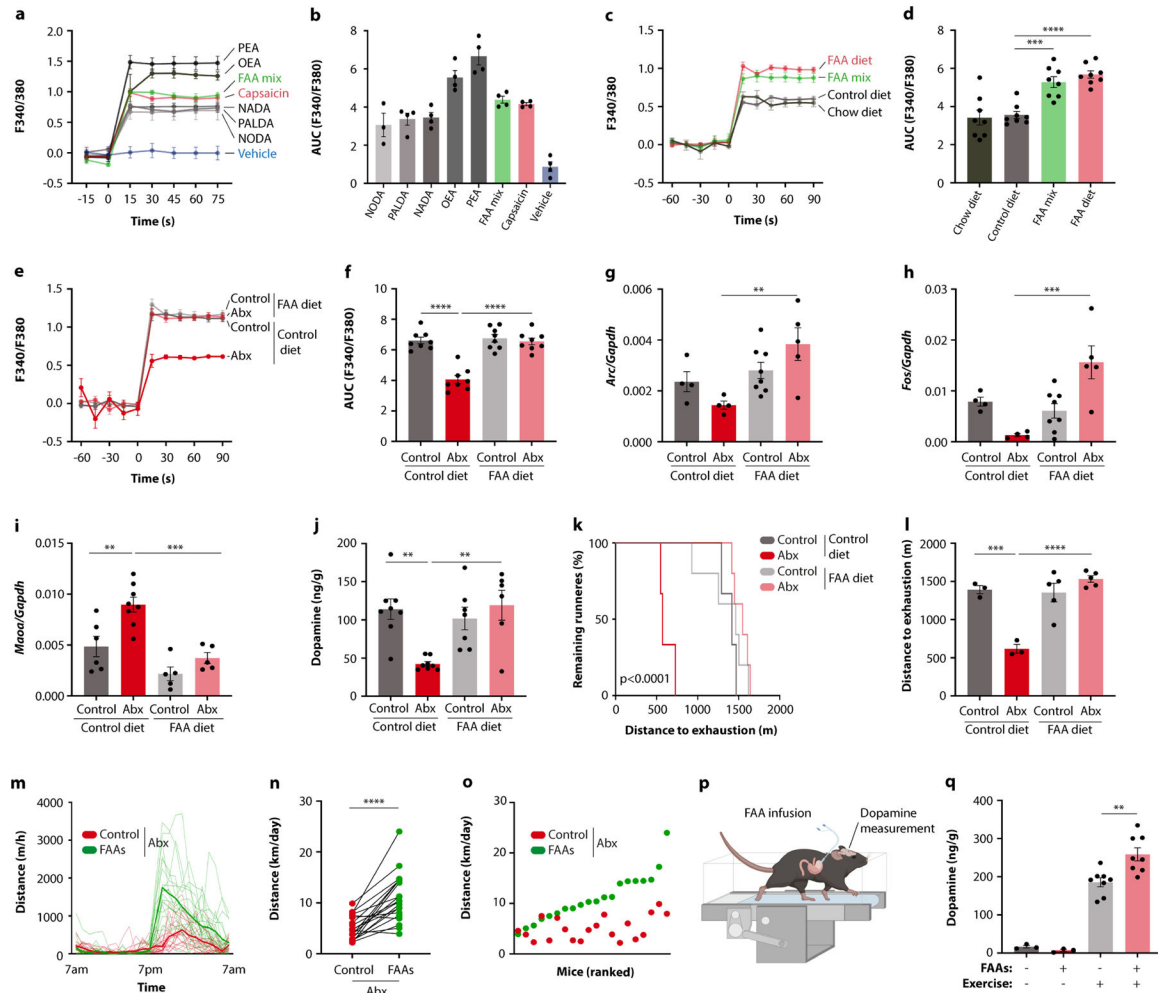 a
F340/380
2.0
1.5
1.0
0.5
0.0
-0.5
-15 0 15 30 45 60 75
Time (s)
PEA
OEA
FAA mix
Capsaicin
NADA
PALDA
NODA
Vehicle
b
AUC (F340/F380)
8
6
4
2
0
NODA
PALDA
NADA
OEA
PEA
FAA mix
Capsaicin
Vehicle
c
F340/380
1.5
1.0
0.5
0.0
-0.5
-60 -30 0 30 60 90
Time (s)
FAA diet
FAA mix
Control diet
Chow diet
d
AUC (F340/F380)
8
6
4
2
0
****
***
Chow diet
Control diet
FAA mix
FAA diet
e
F340/F380
1.5
1.0
0.5
0.0
-0.5
-60 -30 0 30 60 90
Time (s)
Control
Abx
FAA diet
Control
Abx
Control
diet
f
AUC (F340/F380)
10
8
6
4
2
0
**** ****
Control Abx Control Abx
Control diet FAA diet
g
Arc/Gapdh
0.006
0.004
0.002
0.000
**
Control Abx Control Abx
Control diet FAA diet
h
Fos/Gapdh
0.03
0.02
0.01
0.00
***
Control Abx Control Abx
Control diet FAA diet
i
Maoa/Gapdh
0.015
0.010
0.005
0.000
** ***
Control Abx Control Abx
Control diet FAA diet
j
Dopamine (ng/g)
200
150
100
50
0
** **
Control Abx Control Abx
Control diet FAA diet
k
Remaining runneres (%)
100
50
0
p<0.0001
0 500 1000 1500 2000
Distance to exhaustion (m)
Control
Abx
Control
diet
Control
Abx
FAA diet
l
Distance to exhaustion (m)
2000
1500
1000
500
0
*** ****
Control Abx Control Abx
Control diet FAA diet
m
Distance (m/h)
4000
3000
2000
1000
0
Control
FAAs
Abx
7am 7pm 7am
Time
n
Distance (km/day)
30
20
10
0
****
Control FAAs
Abx
o
Distance (km/day)
30
20
10
0
Control
FAAs
Abx
Mice (ranked)
p
FAA infusion
Dopamine
measurement
q
Dopamine (ng/g)
400
300
200
100
0
**
FAAs: - + - +
Exercise: - - + +